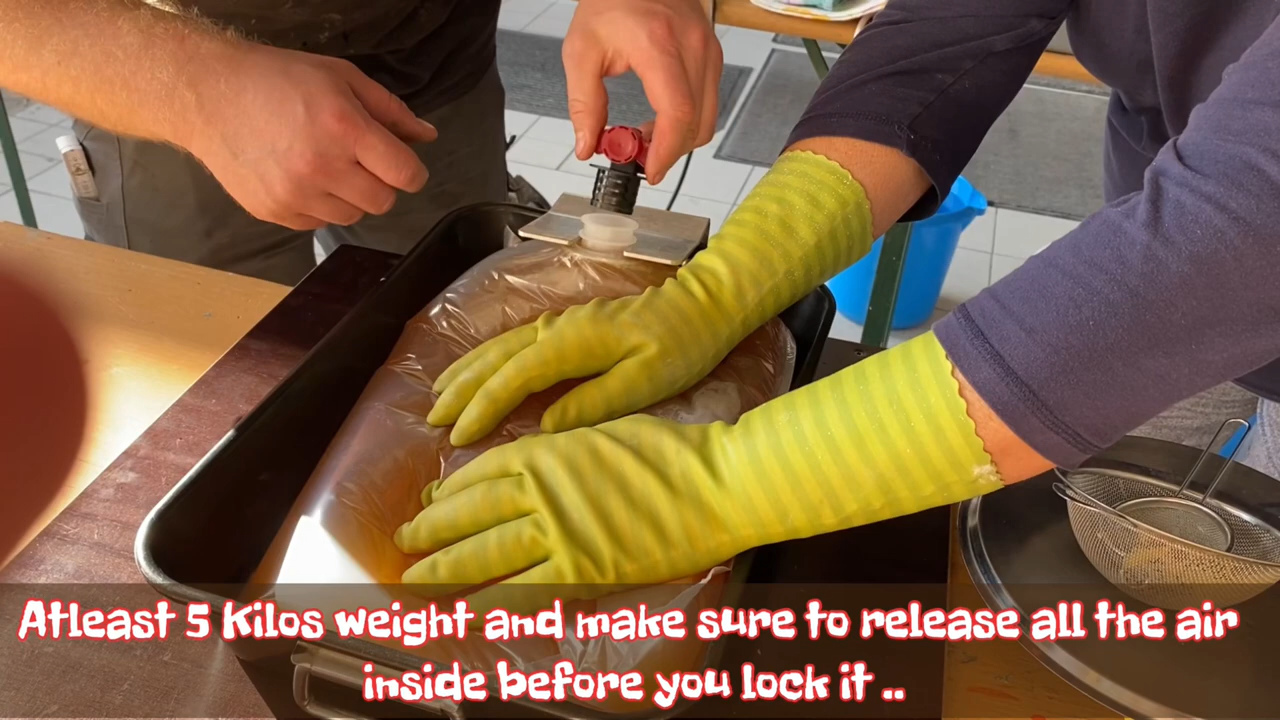 Atleast 5 Kilos weight and make sure to release all the air
inside before you lock it ..